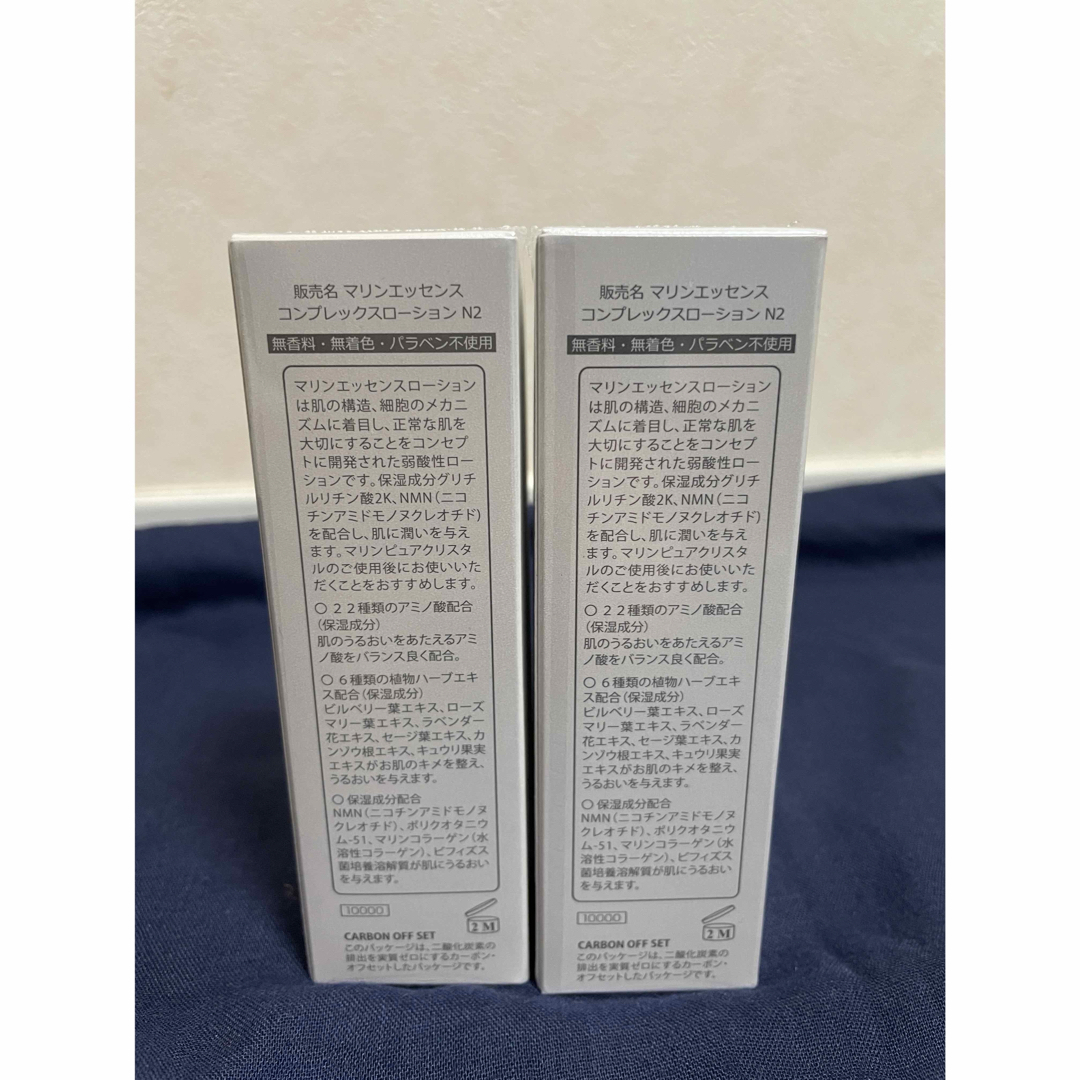 販売名 マリンエッセンス
コンプレックスローション N2
無香料・無着色・パラベン不使用
マリンエッセンスローション
は肌の構造、細胞のメカニ
ズムに着目し、正常な肌を
大切にすることをコンセプ
トに開発された弱酸性ロー
ションです。保湿成分グリチ
ルリチン酸2K、NMN（ニコ
チンアミドモノヌクレオチド)
を配合し、肌に潤いを与え
ます。マリンピュアクリスタ
ルのご使用後にお使いいた
だくことをおすすめします。
○ 22種類のアミノ酸配合
(保湿成分)
肌のうるおいをあたえるアミ
ノ酸をバランス良く配合。
○ 6種類の植物ハーブエキ
ス配合(保湿成分)
ビルベリー葉エキス、ローズ
マリー葉エキス、ラベンダー
花エキス、セージ葉エキス、カ
ンゾウ根エキス、キュウリ果実
エキスがお肌のキメを整え、
うるおいを与えます。
○ 保湿成分配合
NMN(ニコチンアミドモノヌ
クレオチド)、ポリクオタニウ
ム-51、マリンコラーゲン(水
溶性コラーゲン)。ビフィズス
菌培養溶解質が肌にうるおい
を与えます。
10000
2 M
CARBON OFF SET
このパッケージは、二酸化炭素の
排出を実質ゼロにするカーボン・
オフセットしたパッケージです。
販売名 マリンエッセンス
コンプレックスローション N2
無香料・無着色・パラベン不使用
マリンエッセンスローション
は肌の構造、細胞のメカニ
ズムに着目し、正常な肌を
大切にすることをコンセプ
トに開発された弱酸性ロー
ションです。保湿成分グリチ
ルリチン酸2K、NMN（ニコ
チンアミドモノヌクレオチド)
を配合し、肌に潤いを与え
ます。マリンピュアクリスタ
ルのご使用後にお使いいた
だくことをおすすめします。
○ 22種類のアミノ酸配合
(保湿成分)
肌のうるおいをあたえるアミ
ノ酸をバランス良く配合。
○ 6種類の植物ハーブエキ
ス配合(保湿成分)
ビルベリー葉エキス、ローズ
マリー葉エキス、ラベンダー
花エキス、セージ葉エキス、カ
ンゾウ根エキス、キュウリ果実
エキスがお肌のキメを整え、
うるおいを与えます。
○ 保湿成分配合
NMN(ニコチンアミドモノヌ
クレオチド)、ポリクオタニウ
ム-51、マリンコラーゲン(水
溶性コラーゲン)、ビフィズス
菌培養溶解質が肌にうるおい
を与えます。
10000
2 M
CARBON OFF SET
このパッケージは、二酸化炭素の
排出を実質ゼロにするカーボン・
オフセットしたパッケージです。